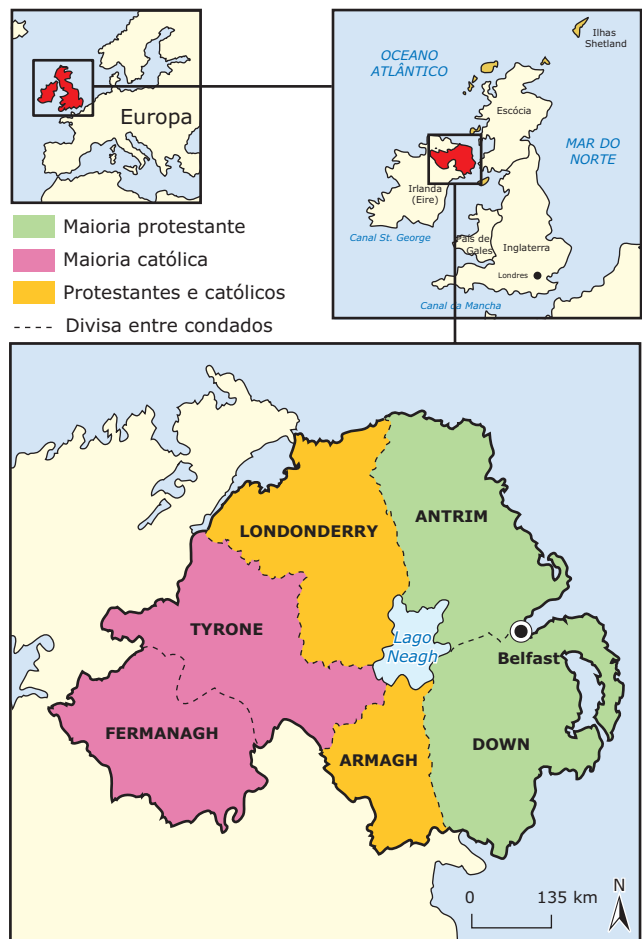 Europa
OCEANO
ATLÂNTICO
Ilhas
Shetland
Escócia
MAR DO
NORTE
Irlanda
(Eire)
Canal St. George
País de
Gales
Inglaterra
Londres
Canal da Mancha
Maioria protestante
Maioria católica
Protestantes e católicos
Divisa entre condados
LONDONDERRY
ANTRIM
TYRONE
Lago
Neagh
Belfast
FERMANAGH
ARMAGH
DOWN
N
0 135 km